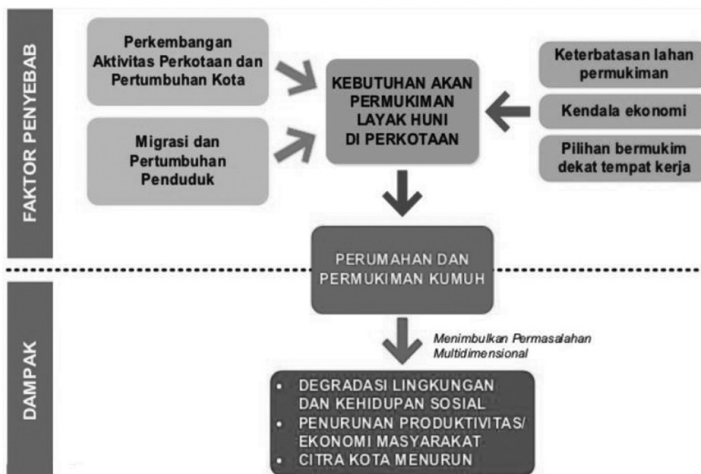 FAKTOR PENYEBAB
Perkembangan
Aktivitas Perkotaan dan
Pertumbuhan Kota
Migrasi dan
Pertumbuhan
Penduduk
KEBUTUHAN AKAN
PERMUKIMAN
LAYAK HUNI
DI PERKOTAAN
Keterbatasan lahan
permukiman
Kendala ekonomi
Pilihan bermukim
dekat tempat kerja
PERUMAHAN DAN
PERMUKIMAN KUMUH
DAMPAK
Menimbulkan Permasalahan
Multidimensional
• DEGRADASI LINGKUNGAN
DAN KEHIDUPAN SOSIAL
• PENURUNAN PRODUKTIVITAS/
EKONOMI MASYARAKAT
• CITRA KOTA MENURUN